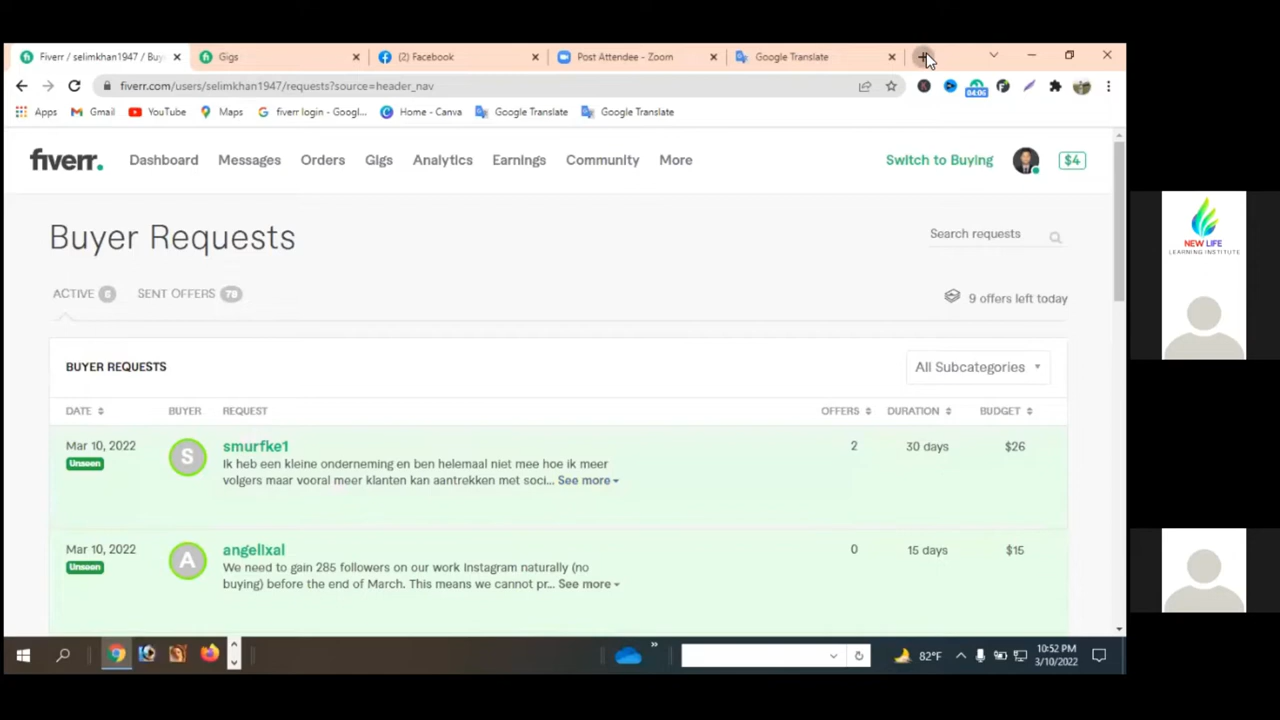 Fiverr / selimkhan1947 / Buy
Gigs
(2) Facebook
Post Attendee - Zoom
Google Translate
fiverr.com/users/selimkhan1947/requests?source=header_nav
04:06
Apps
Gmail
YouTube
Maps
fiverr login - Googl...
Home - Canva
Google Translate
Google Translate
fiverr.
Dashboard
Messages
Orders
Gigs
Analytics
Earnings
Community
More
Switch to Buying
$4
Buyer Requests
Search requests
ACTIVE 6
SENT OFFERS 78
9 offers left today
BUYER REQUESTS
All Subcategories
DATE
BUYER
REQUEST
OFFERS
DURATION
BUDGET
Mar 10, 2022
Unseen
S
smurfke1
Ik heb een kleine onderneming en ben helemaal niet mee hoe ik meer
volgers maar vooral meer klanten kan aantrekken met soci... See more
2
30 days
$26
Mar 10, 2022
Unseen
A
angelixal
We need to gain 285 followers on our work Instagram naturally (no
buying) before the end of March. This means we cannot pr... See more
0
15 days
$15
NEW LIFE
LEARNING INSTITUTE
82°F
10:52 PM
3/10/2022